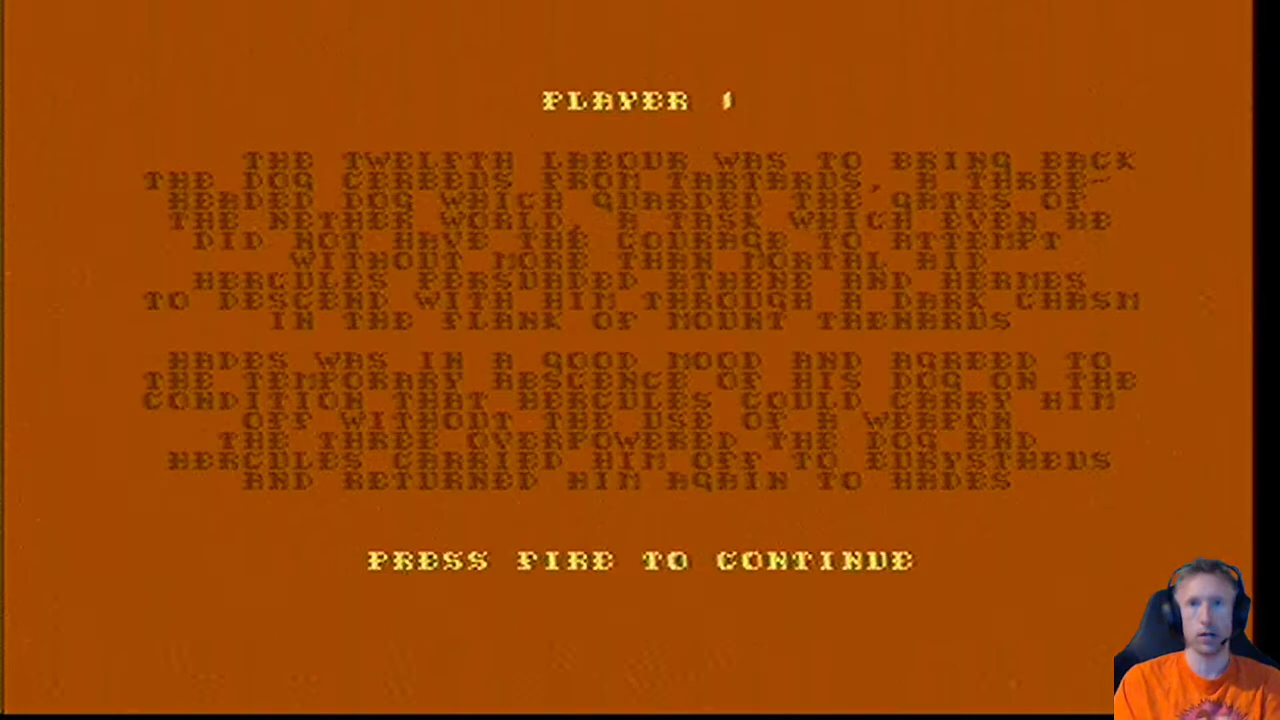 PLAYER 1
THE TWELFTH LABOUR WAS TO BRING BACK
THE DOG CEREEUS FROM TARTARUS, A THREE-
HEADED DOG WHICH GUARDED THE GATES OF
THE NETHER WORLD, A TASK WHICH EVEN HE
DID NOT HAVE THE COURAGE TO ATTEMPT
WITHOUT MORE THAN MORTAL AID
HERCULES PERSUADED ATHENE AND HERMES
TO DESCEND WITH HIM THROUGH A DARK CHASM
IN THE FLANK OF MOUNT TAENARUS
HADES WAS IN A GOOD MOOD AND AGREED TO
THE TEMPORARY ABSCENCE OF HIS DOG ON THE
CONDITION THAT HERCULES COULD CARRY HIM
OFF WITHOUT THE USE OF A WEAPON
THE THREE OVERPOWERED THE DOG AND
HERCULES CARRIED HIM OFF TO EURYSTHEUS
AND RETURNED HIM AGAIN TO HADES
PRESS FIRE TO CONTINUE